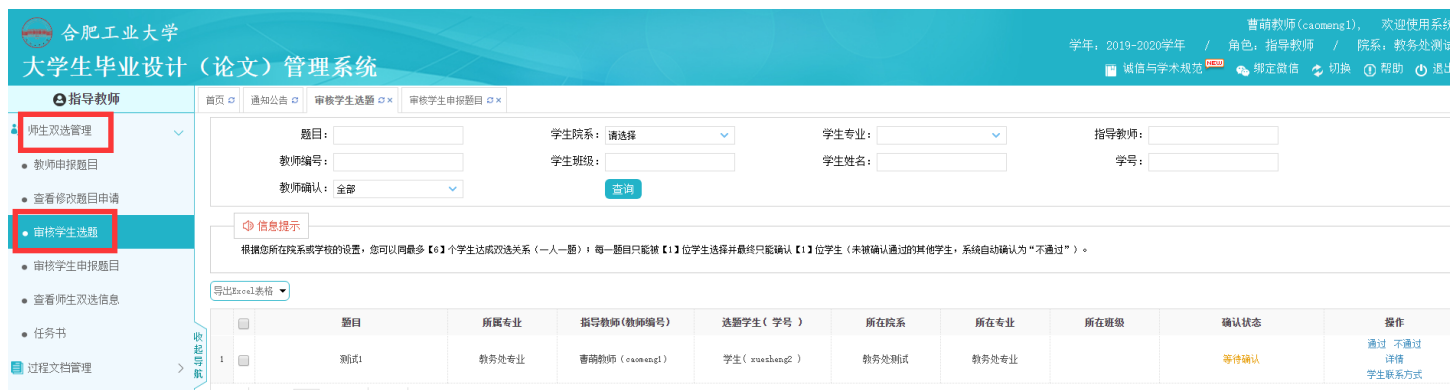 合肥工业大学
大学生毕业设计（论文）管理系统
曹萌教师(caomeng1), 欢迎使用系统
学年：2019-2020学年 / 角色：指导教师 / 院系：教务处测试
诚信与学术规范 NEW 绑定微信 切换 帮助 退出
指导教师
首页 通知公告 审核学生选题 × 审核学生申报题目 ×
师生双选管理
教师申报题目
查看修改题目申请
审核学生选题
审核学生申报题目
查看师生双选信息
任务书
过程文档管理
收起导航
题目： 学生院系：请选择 学生专业： 指导教师：
教师编号： 学生班级： 学生姓名： 学号：
教师确认：全部 查询
信息提示
根据您所在院系或学校的设置，您可以同最多【6】个学生达成双选关系（一人一题）；每一题目只能被【1】位学生选择并最终只能确认【1】位学生（未被确认通过的其他学生，系统自动确认为“不通过”）。
导出Excel表格
题目 所属专业 指导教师(教师编号) 选题学生( 学号 ) 所在院系 所在专业 所在班级 确认状态 操作
1 测试1 教务处专业 曹萌教师（caomeng1） 学生（ xuesheng2 ） 教务处测试 教务处专业 等待确认 通过 不通过
详情
学生联系方式